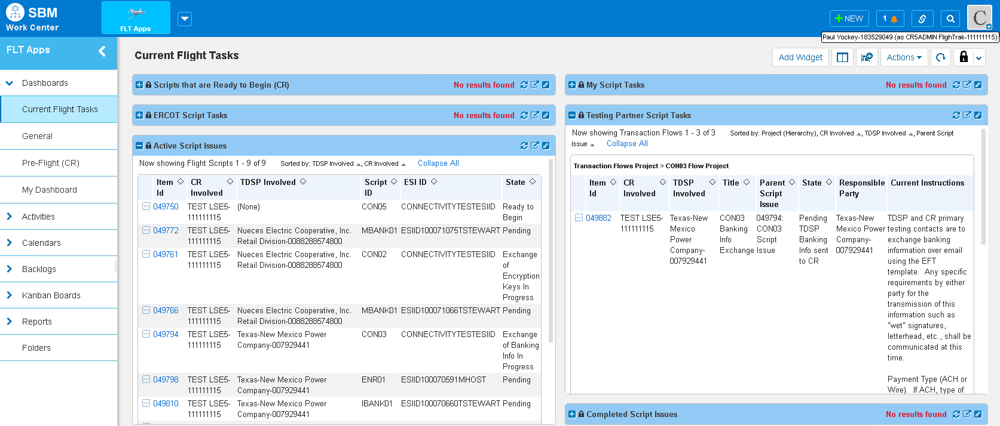 SBM
Work Center
FLT Apps
NEW
1
C
Paul Yockey-183529049 (as CR5ADMIN FlighTrak-111111115)
FLT Apps
Dashboards
Current Flight Tasks
General
Pre-Flight (CR)
My Dashboard
Activities
Calendars
Backlogs
Kanban Boards
Reports
Folders
Current Flight Tasks
Add Widget
Actions
Scripts that are Ready to Begin (CR)
No results found
ERCOT Script Tasks
No results found
Active Script Issues
Now showing Flight Scripts 1 - 9 of 9 Sorted by: TDSP Involved , CR Involved Collapse All
Item Id CR Involved TDSP Involved Script ID ESI ID State
049750 TEST LSE5-111111115 (None) CON05 CONNECTIVITYTESTESIID Ready to Begin
049772 TEST LSE5-111111115 Nueces Electric Cooperative, Inc. Retail Division-0088288574800 MBANK01 ESIID100071075TSTEWART Pending
049761 TEST LSE5-111111115 Nueces Electric Cooperative, Inc. Retail Division-0088288574800 CON02 CONNECTIVITYTESTESIID Exchange of Encryption Keys In Progress
049766 TEST LSE5-111111115 Nueces Electric Cooperative, Inc. Retail Division-0088288574800 MBANK01 ESIID100071066TSTEWART Pending
049794 TEST LSE5-111111115 Texas-New Mexico Power Company-007929441 CON03 CONNECTIVITYTESTESIID Exchange of Banking Info In Progress
049798 TEST LSE5-111111115 Texas-New Mexico Power Company-007929441 ENR01 ESIID100070591MHOST Pending
049810 TEST LSE5-111111115 Texas-New Mexico Power Company-007929441 IBANK01 ESIID100070660TSTEWART Pending
My Script Tasks
No results found
Testing Partner Script Tasks
Now showing Transaction Flows 1 - 3 of 3 Sorted by: Project (Hierarchy), CR Involved , TDSP Involved , Parent Script
Issue Collapse All
Transaction Flows Project > CON03 Flow Project
Item Id CR Involved TDSP Involved Title Parent Script Issue State Responsible Party Current Instructions
049882 TEST LSE5-111111115 Texas-New Mexico Power Company-007929441 CON03 Banking Info Exchange 049794: CON03 Script Issue Pending TDSP Banking Info sent to CR Texas-New Mexico Power Company-007929441
TDSP and CR primary
testing contacts are to
exchange banking
information over email
using the EFT
template. Any specific
requirements by either
party for the
transmission of this
information such as
"wet" signatures,
letterhead, etc., shall be
communicated at this
time.
Payment Type (ACH or
Wire). If ACH, type of
Completed Script Issues
No results found